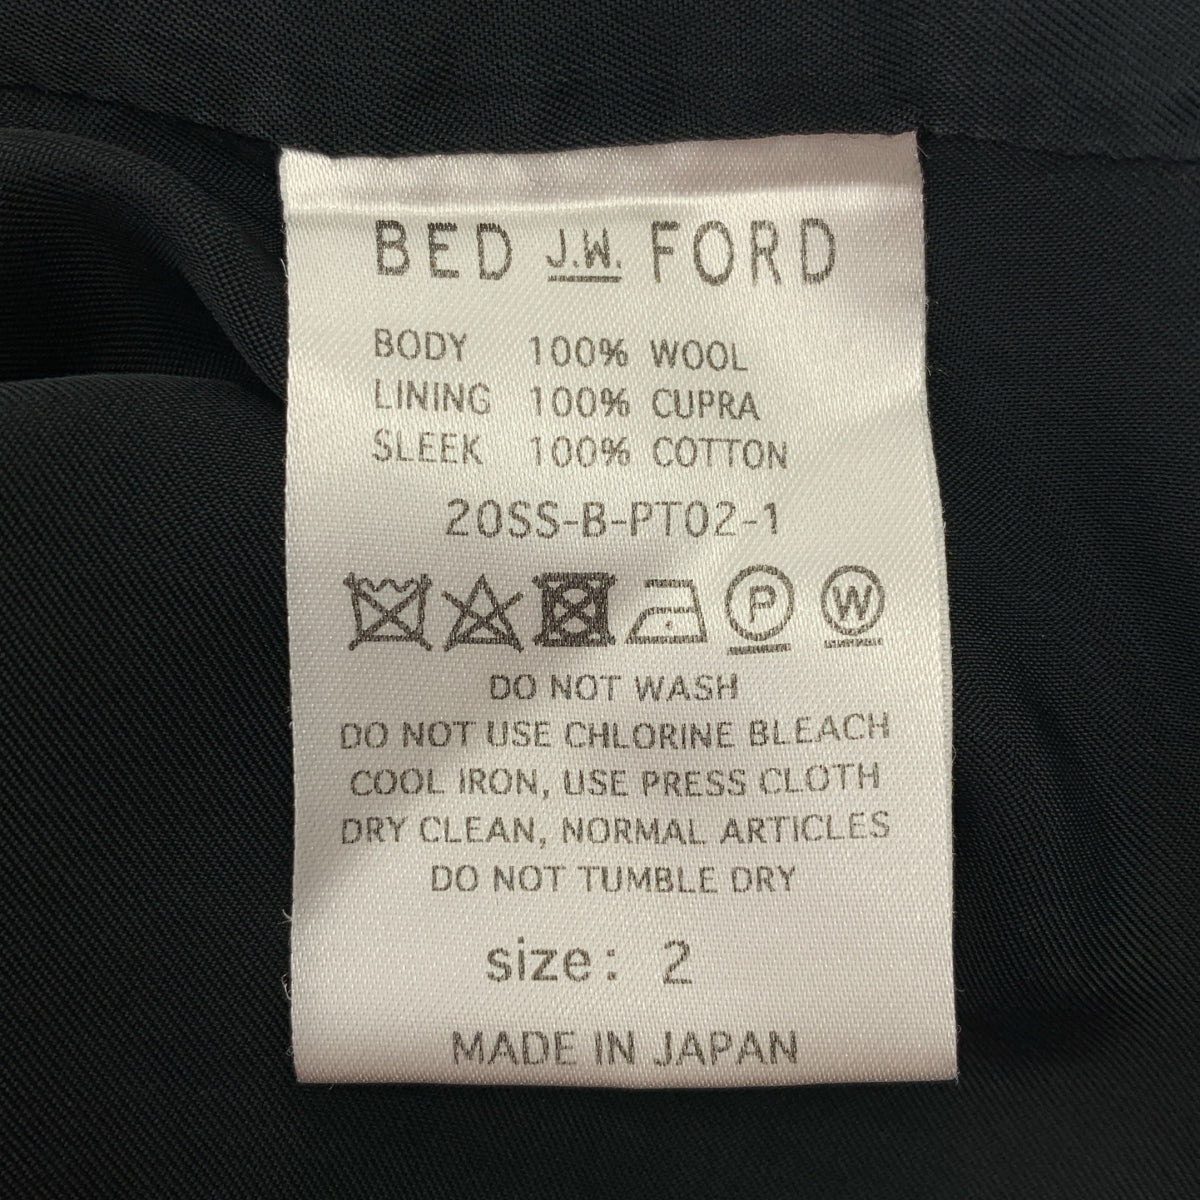 BED J.W. FORD
BODY 100% WOOL
LINING 100% CUPRA
SLEEK 100% COTTON
20SS-B-PT02-1
P W
DO NOT WASH
DO NOT USE CHLORINE BLEACH
COOL IRON, USE PRESS CLOTH
DRY CLEAN, NORMAL ARTICLES
DO NOT TUMBLE DRY
size: 2
MADE IN JAPAN